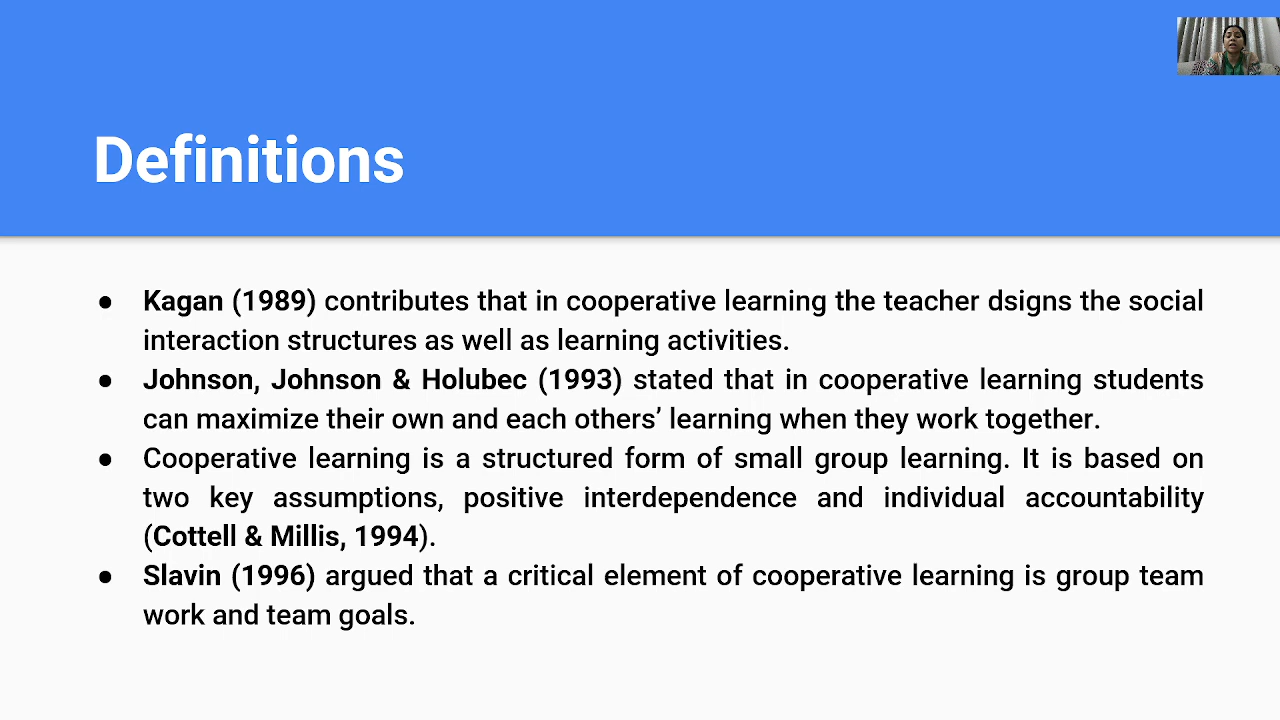 Definitions
● Kagan (1989) contributes that in cooperative learning the teacher dsigns the social
interaction structures as well as learning activities.
● Johnson, Johnson & Holubec (1993) stated that in cooperative learning students
can maximize their own and each others’ learning when they work together.
● Cooperative learning is a structured form of small group learning. It is based on
two key assumptions, positive interdependence and individual accountability
(Cottell & Millis, 1994).
● Slavin (1996) argued that a critical element of cooperative learning is group team
work and team goals.